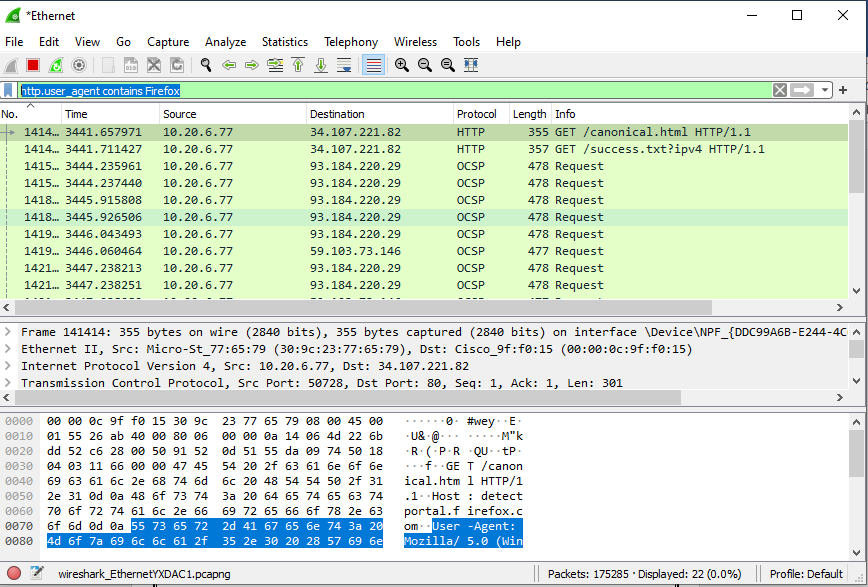 *Ethernet
File Edit View Go Capture Analyze Statistics Telephony Wireless Tools Help
http.user_agent contains Firefox
No. Time Source Destination Protocol Length Info
1414… 3441.657971 10.20.6.77 34.107.221.82 HTTP 355 GET /canonical.html HTTP/1.1
1414… 3441.711427 10.20.6.77 34.107.221.82 HTTP 357 GET /success.txt?ipv4 HTTP/1.1
1415… 3444.235961 10.20.6.77 93.184.220.29 OCSP 478 Request
1415… 3444.237440 10.20.6.77 93.184.220.29 OCSP 478 Request
1418… 3445.915808 10.20.6.77 93.184.220.29 OCSP 478 Request
1418… 3445.926506 10.20.6.77 93.184.220.29 OCSP 478 Request
1419… 3446.043493 10.20.6.77 93.184.220.29 OCSP 478 Request
1419… 3446.060464 10.20.6.77 59.103.73.146 OCSP 477 Request
1421… 3447.238213 10.20.6.77 93.184.220.29 OCSP 478 Request
1421… 3447.238251 10.20.6.77 93.184.220.29 OCSP 478 Request
Frame 141414: 355 bytes on wire (2840 bits), 355 bytes captured (2840 bits) on interface \Device\NPF_{DDC99A6B-E244-4C
Ethernet II, Src: Micro-St_77:65:79 (30:9c:23:77:65:79), Dst: Cisco_9f:f0:15 (00:00:0c:9f:f0:15)
Internet Protocol Version 4, Src: 10.20.6.77, Dst: 34.107.221.82
Transmission Control Protocol, Src Port: 50728, Dst Port: 80, Seq: 1, Ack: 1, Len: 301
0000 00 00 0c 9f f0 15 30 9c 23 77 65 79 08 00 45 00 ······0· #wey··E·
0010 01 55 26 ab 40 00 80 06 00 00 0a 14 06 4d 22 6b ·U&·@··· ·····M"k
0020 dd 52 c6 28 00 50 91 52 0d 51 55 da 09 74 50 18 ·R·(·P·R ·QU··tP·
0030 04 03 11 66 00 00 47 45 54 20 2f 63 61 6e 6f 6e ···f··GE T /canon
0040 69 63 61 6c 2e 68 74 6d 6c 20 48 54 54 50 2f 31 ical.htm l HTTP/1
0050 2e 31 0d 0a 48 6f 73 74 3a 20 64 65 74 65 63 74 .1··Host : detect
0060 70 6f 72 74 61 6c 2e 66 69 72 65 66 6f 78 2e 63 portal.f irefox.c
0070 6f 6d 0d 0a 55 73 65 72 2d 41 67 65 6e 74 3a 20 om··User -Agent:
0080 4d 6f 7a 69 6c 6c 61 2f 35 2e 30 20 28 57 69 6e Mozilla/ 5.0 (Win
wireshark_EthernetYXDAC1.pcapng Packets: 175285 · Displayed: 22 (0.0%) Profile: Default